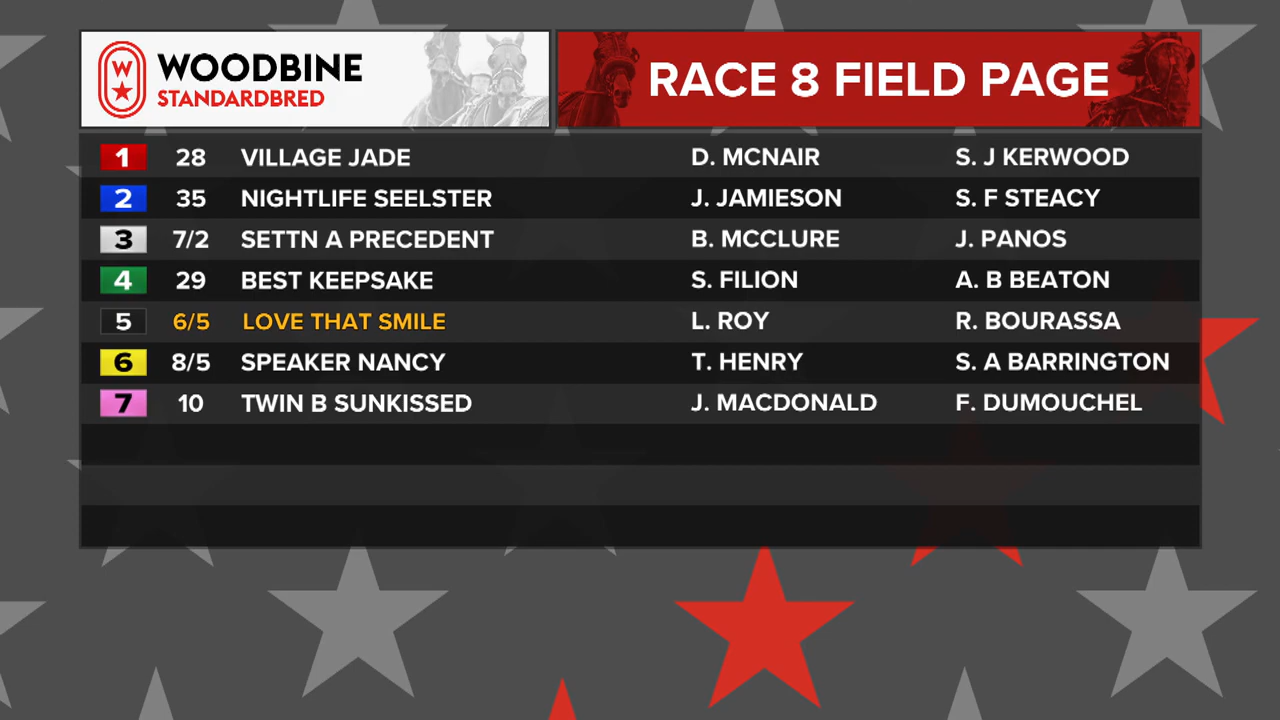 W
WOODBINE
STANDARDBRED
RACE 8 FIELD PAGE
1 28 VILLAGE JADE D. MCNAIR S. J KERWOOD
2 35 NIGHTLIFE SEELSTER J. JAMIESON S. F STEACY
3 7/2 SETTN A PRECEDENT B. MCCLURE J. PANOS
4 29 BEST KEEPSAKE S. FILION A. B BEATON
5 6/5 LOVE THAT SMILE L. ROY R. BOURASSA
6 8/5 SPEAKER NANCY T. HENRY S. A BARRINGTON
7 10 TWIN B SUNKISSED J. MACDONALD F. DUMOUCHEL